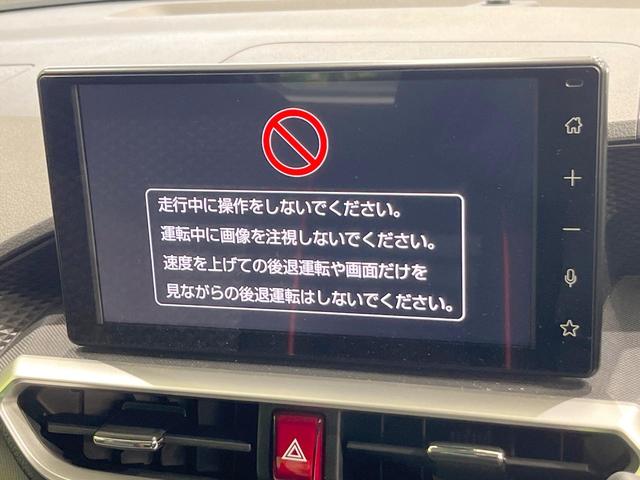 走行中に操作をしないでください。
運転中に画像を注視しないでください。
速度を上げての後退運転や画面だけを
見ながらの後退運転はしないでください。